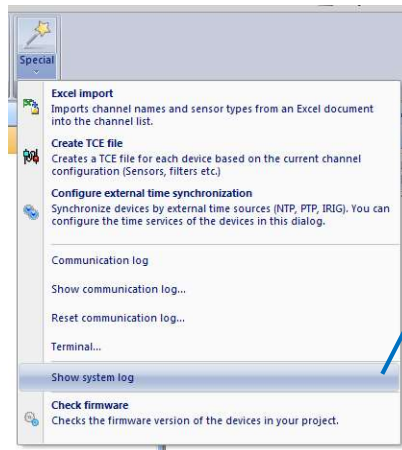 Special
Excel import
Imports channel names and sensor types from an Excel document
into the channel list.
Create TCE file
Creates a TCE file for each device based on the current channel
configuration (Sensors, filters etc.)
Configure external time synchronization
Synchronize devices by external time sources (NTP, PTP, IRIG). You can
configure the time services of the devices in this dialog.
Communication log
Show communication log...
Reset communication log...
Terminal...
Show system log
Check firmware
Checks the firmware version of the devices in your project.